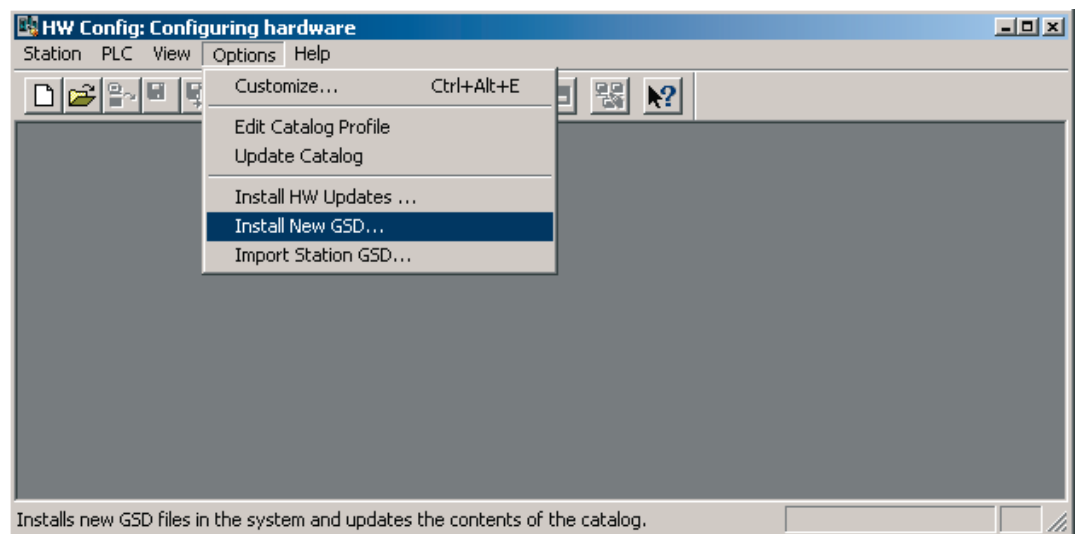 HW Config: Configuring hardware
Station PLC View Options Help
Customize... Ctrl+Alt+E
Edit Catalog Profile
Update Catalog
Install HW Updates ...
Install New GSD...
Import Station GSD...
Installs new GSD files in the system and updates the contents of the catalog.